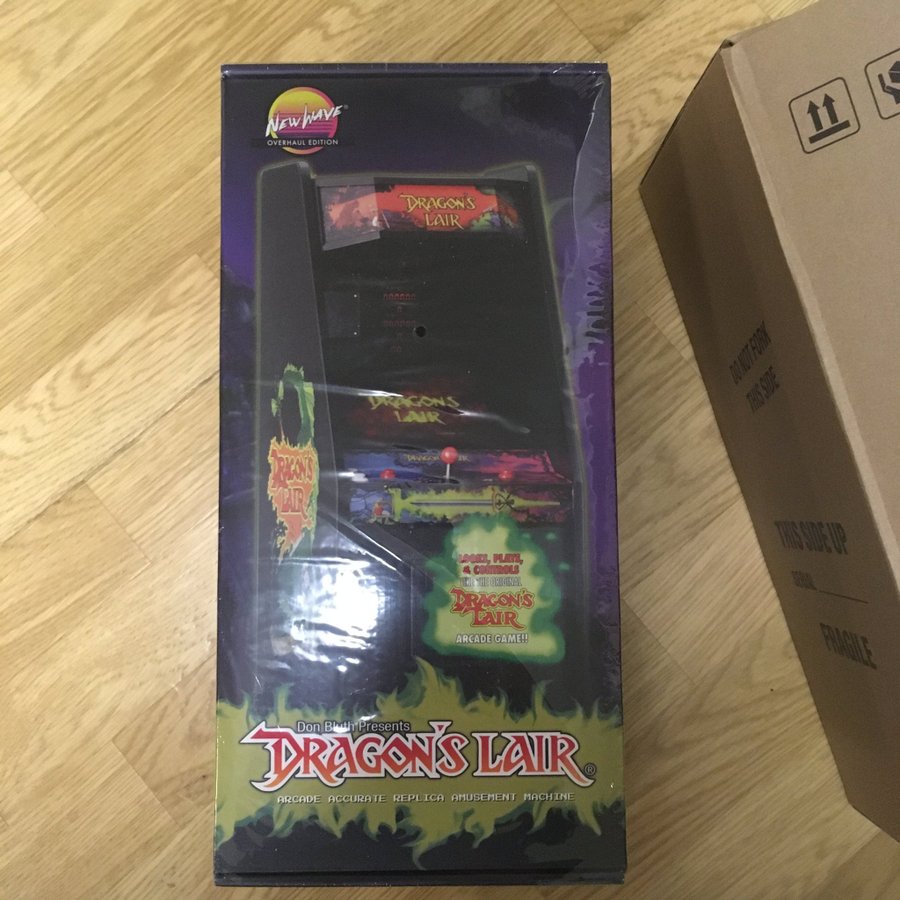 NEW WAVE®
OVERHAUL EDITION
DRAGON'S
LAIR
DRAGON'S
LAIR
DRAGON'S
LAIR
LOOKS, PLAYS,
& CONTROLS
LIKE THE ORIGINAL
DRAGON'S
LAIR
ARCADE GAME!!
Don Bluth Presents
DRAGON'S LAIR®
ARCADE ACCURATE REPLICA AMUSEMENT MACHINE
DO NOT FORK
THIS SIDE
THIS SIDE UP
FRAGILE